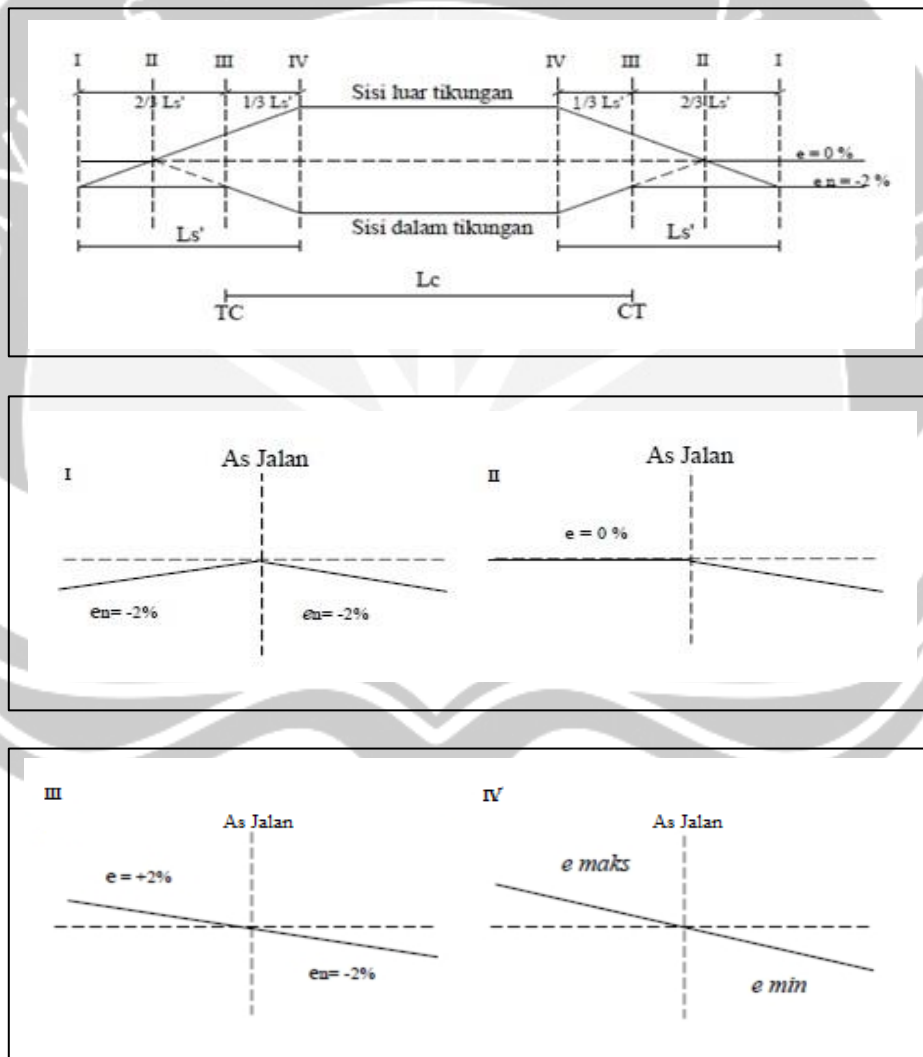 I II III IV IV III II I
2/3 Ls' 1/3 Ls' Sisi luar tikungan 1/3 Ls' 2/3 Ls'
e = 0 %
e n = -2 %
Ls' Sisi dalam tikungan Ls'
Lc
TC CT
I As Jalan
e = 0 %
en= -2% en= -2%
II As Jalan
III
As Jalan
e = +2%
en= -2%
IV
As Jalan
e maks
e min